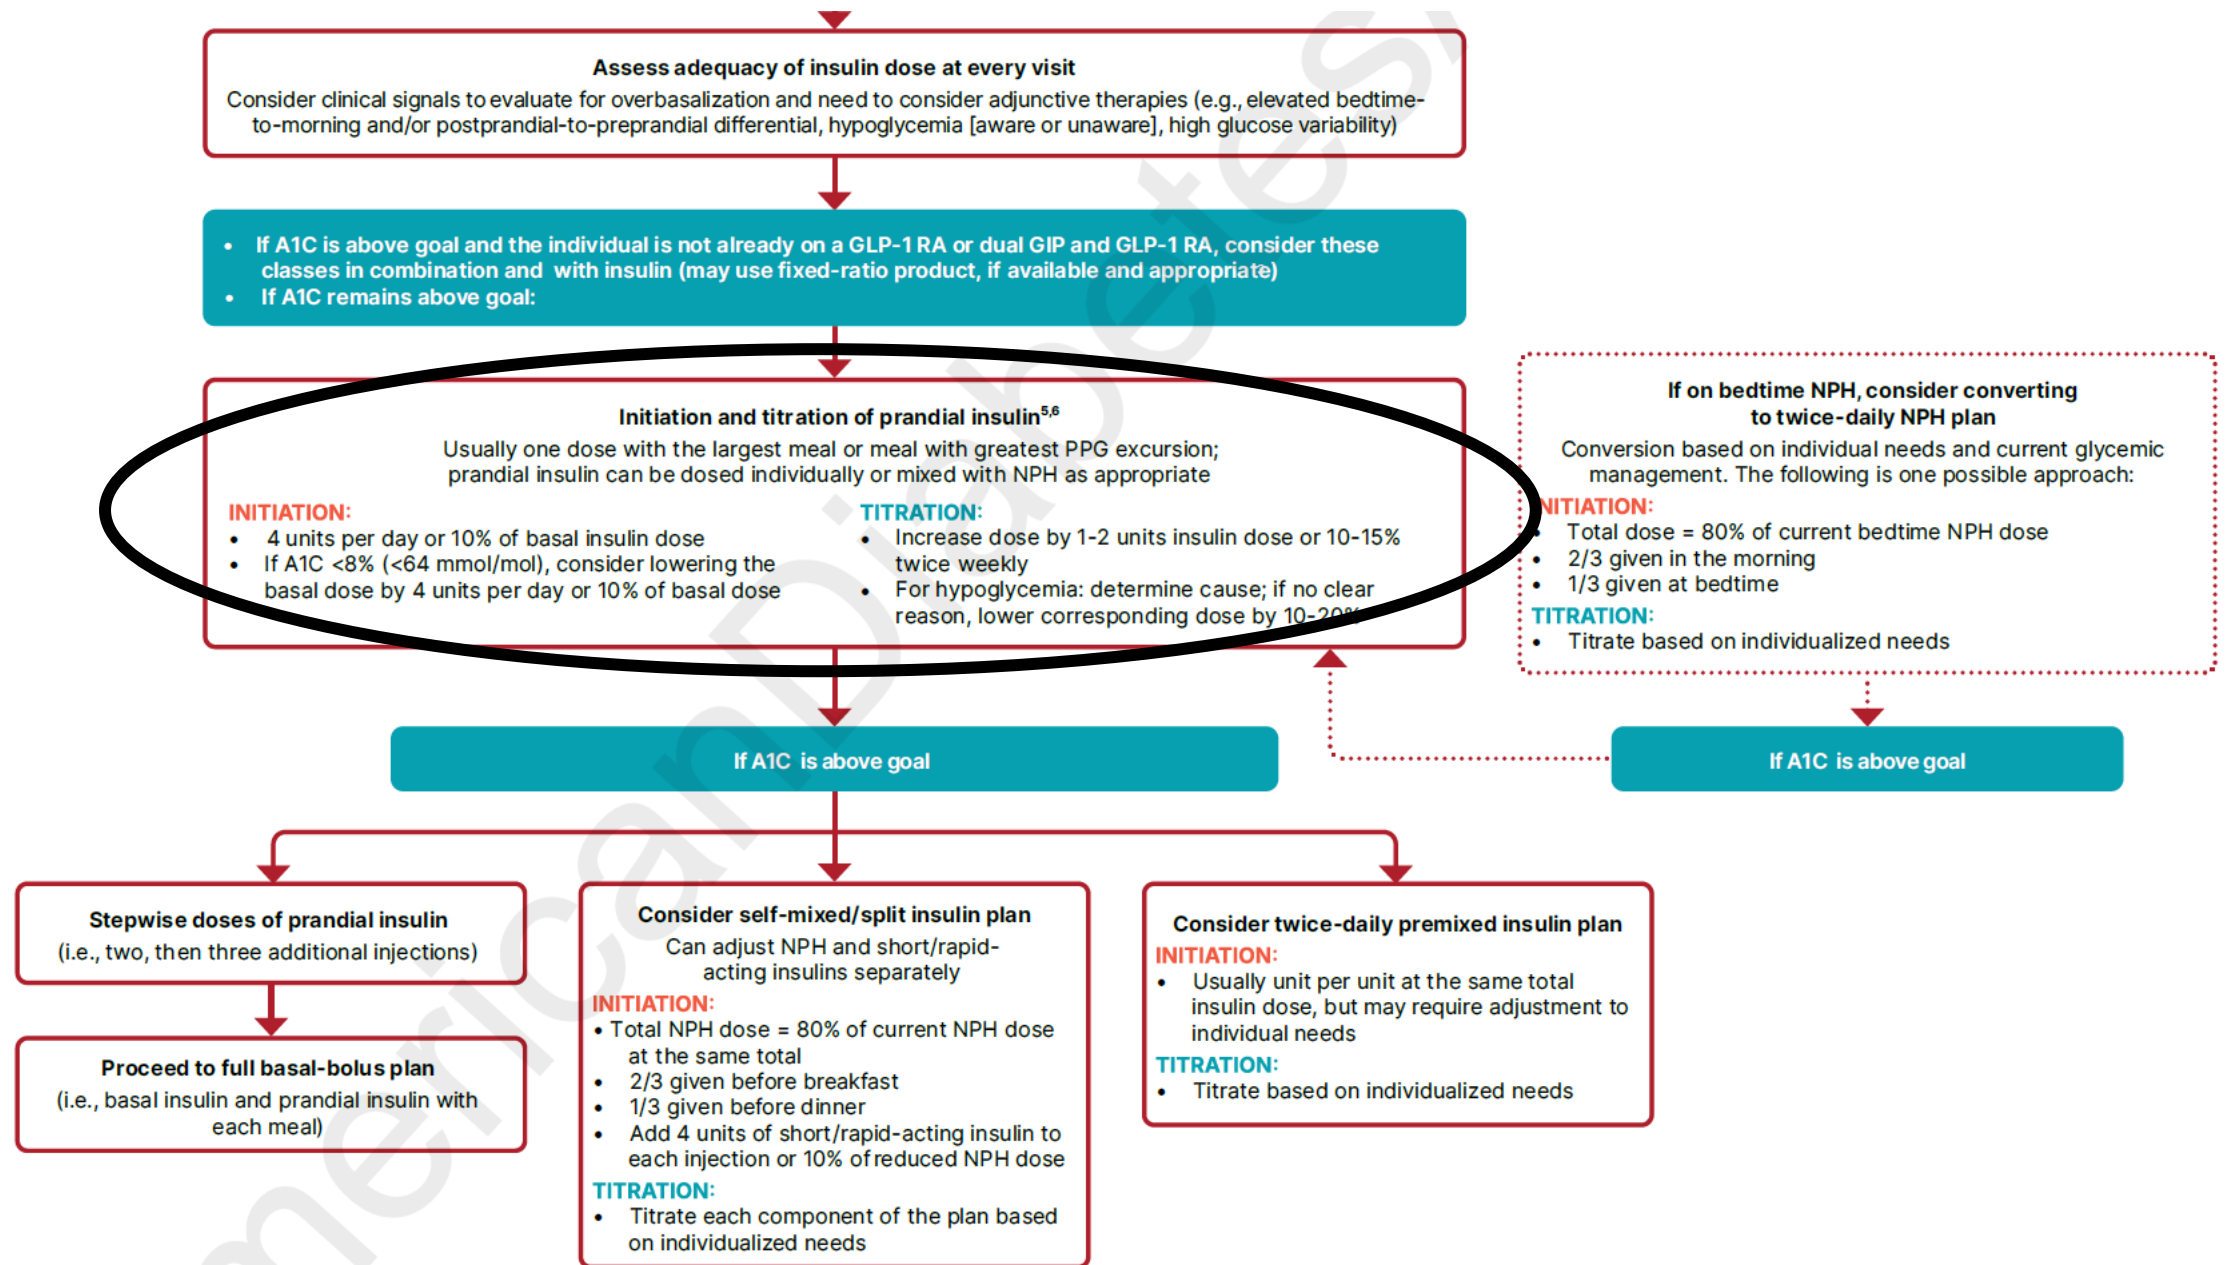 Assess adequacy of insulin dose at every visit
Consider clinical signals to evaluate for overbasalization and need to consider adjunctive therapies (e.g., elevated bedtime-
to-morning and/or postprandial-to-preprandial differential, hypoglycemia [aware or unaware], high glucose variability)
• If A1C is above goal and the individual is not already on a GLP-1 RA or dual GIP and GLP-1 RA, consider these
classes in combination and with insulin (may use fixed-ratio product, if available and appropriate)
• If A1C remains above goal:
Initiation and titration of prandial insulin5,6
Usually one dose with the largest meal or meal with greatest PPG excursion;
prandial insulin can be dosed individually or mixed with NPH as appropriate
INITIATION:
• 4 units per day or 10% of basal insulin dose
• If A1C <8% (<64 mmol/mol), consider lowering the
basal dose by 4 units per day or 10% of basal dose
TITRATION:
• Increase dose by 1-2 units insulin dose or 10-15%
twice weekly
• For hypoglycemia: determine cause; if no clear
reason, lower corresponding dose by 10-20%
If on bedtime NPH, consider converting
to twice-daily NPH plan
Conversion based on individual needs and current glycemic
management. The following is one possible approach:
INITIATION:
• Total dose = 80% of current bedtime NPH dose
• 2/3 given in the morning
• 1/3 given at bedtime
TITRATION:
• Titrate based on individualized needs
If A1C is above goal
If A1C is above goal
Stepwise doses of prandial insulin
(i.e., two, then three additional injections)
Proceed to full basal-bolus plan
(i.e., basal insulin and prandial insulin with
each meal)
Consider self-mixed/split insulin plan
Can adjust NPH and short/rapid-
acting insulins separately
INITIATION:
• Total NPH dose = 80% of current NPH dose
at the same total
• 2/3 given before breakfast
• 1/3 given before dinner
• Add 4 units of short/rapid-acting insulin to
each injection or 10% of reduced NPH dose
TITRATION:
• Titrate each component of the plan based
on individualized needs
Consider twice-daily premixed insulin plan
INITIATION:
• Usually unit per unit at the same total
insulin dose, but may require adjustment to
individual needs
TITRATION:
• Titrate based on individualized needs
mericanDiabetes